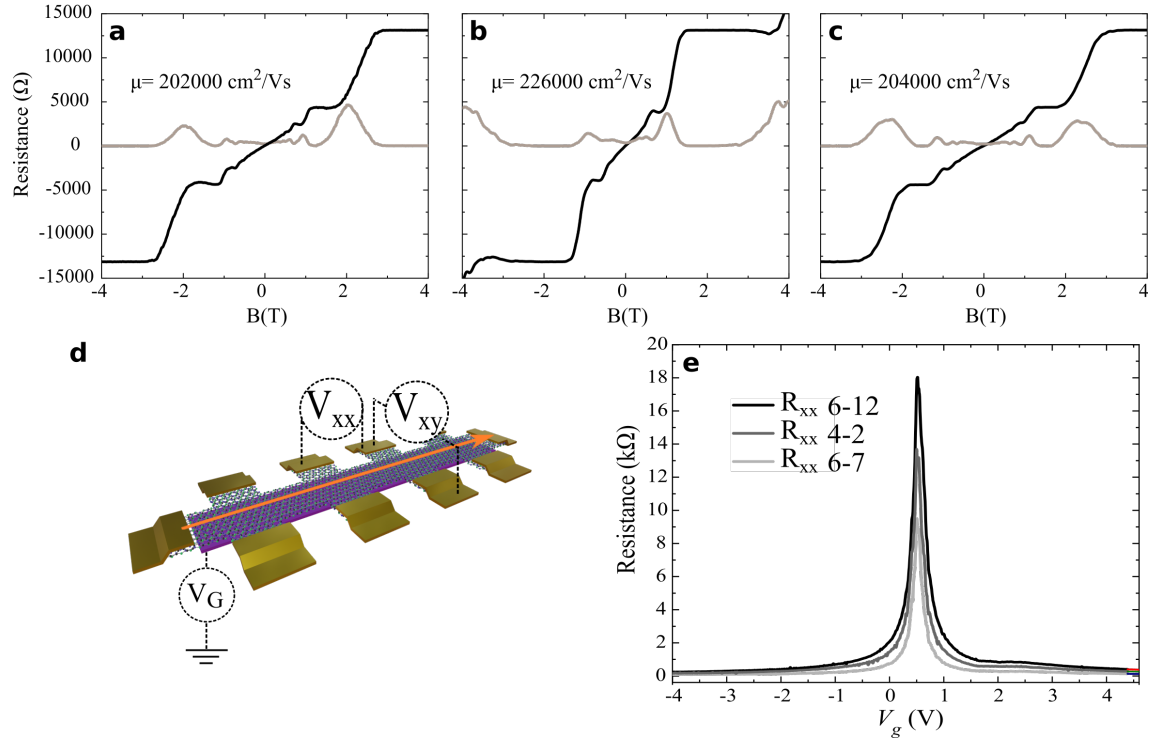 a
b
c
15000
10000
5000
0
-5000
-10000
-15000
Resistance (Ω)
μ= 202000 cm²/Vs
μ= 226000 cm²/Vs
μ= 204000 cm²/Vs
-4 -2 0 2 4
-4 -2 0 2 4
-4 -2 0 2 4
B(T)
B(T)
B(T)
d
Vxx
Vxy
VG
e
20
18
16
14
12
10
8
6
4
2
0
Resistance (kΩ)
Rxx 6-12
Rxx 4-2
Rxx 6-7
-4 -3 -2 -1 0 1 2 3 4
Vg (V)